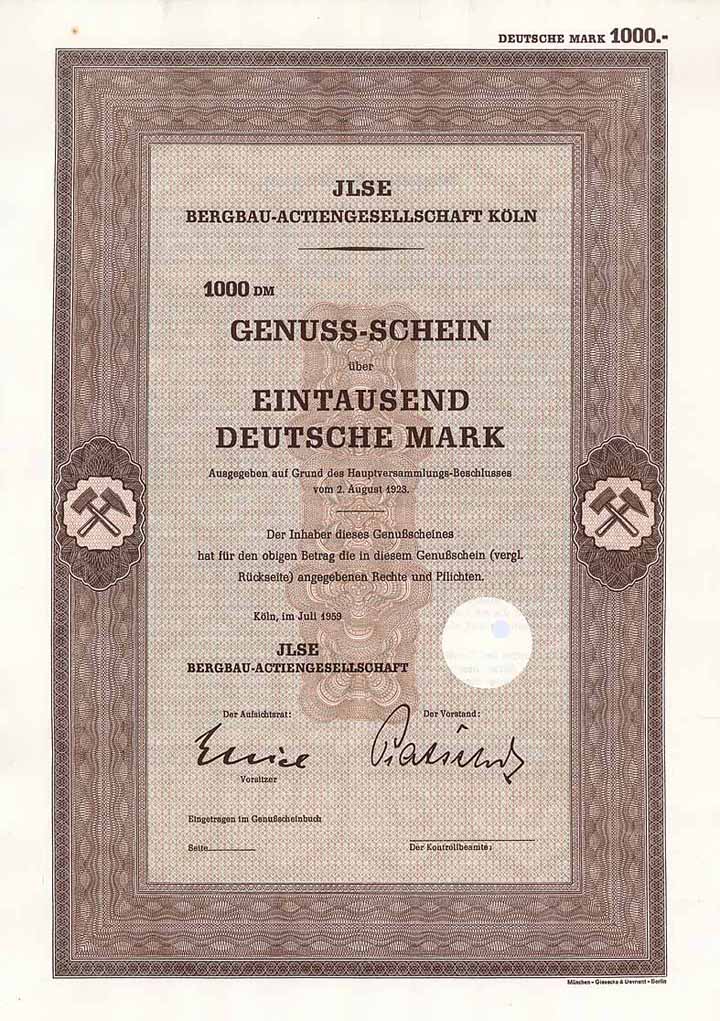 DEUTSCHE MARK 1000.-
JLSE
BERGBAU-ACTIENGESELLSCHAFT KÖLN
1000 DM
GENUSS-SCHEIN
über
EINTAUSEND
DEUTSCHE MARK
Ausgegeben auf Grund des Hauptversammlungs-Beschlusses
vom 2. August 1923.
Der Inhaber dieses Genußscheines
hat für den obigen Betrag die in diesem Genußschein (vergl.
Rückseite) angegebenen Rechte und Pflichten.
Köln, im Juli 1959
JLSE
BERGBAU-ACTIENGESELLSCHAFT
Der Aufsichtsrat: Der Vorstand:
Vorsitzer
Eingetragen im Genußscheinbuch
Seite Der Kontrollbeamte:
München - Giesecke & Devrient - Berlin